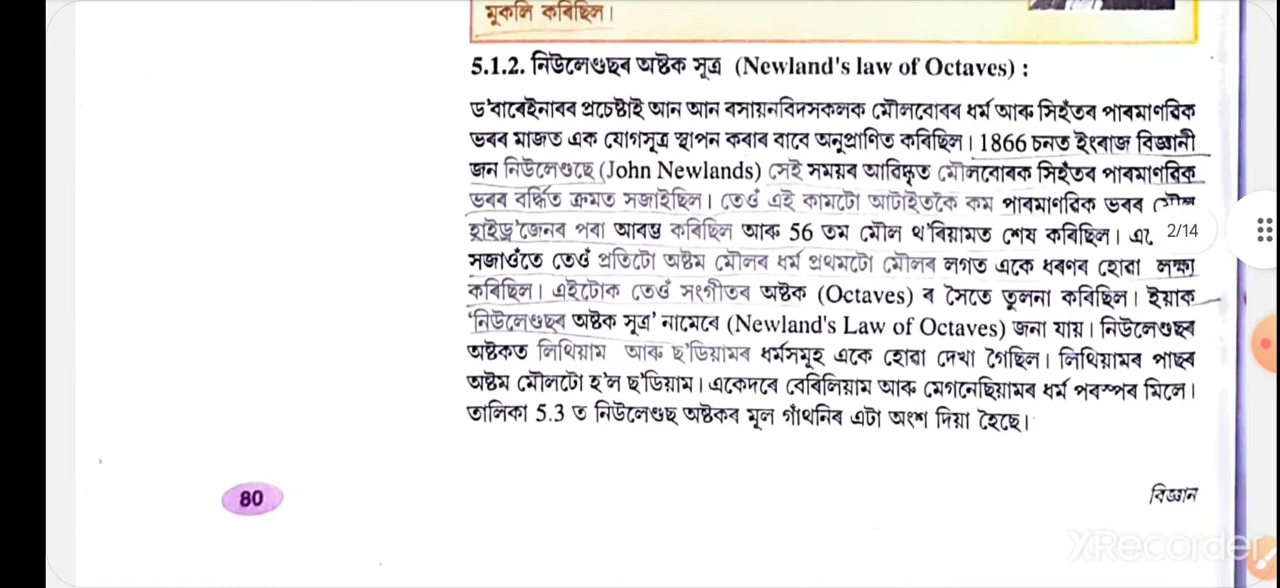 মুকলি কৰিছিল।
5.1.2. নিউলেণ্ডছৰ অষ্টক সূত্ৰ (Newland's law of Octaves) :
ড'বাৰেইনাৰৰ প্ৰচেষ্টাই আন আন ৰসায়নবিদসকলক মৌলবোৰৰ ধৰ্ম আৰু সিহঁতৰ পাৰমাণৱিক
ভৰৰ মাজত এক যোগসূত্ৰ স্থাপন কৰাৰ বাবে অনুপ্ৰাণিত কৰিছিল। 1866 চনত ইংৰাজ বিজ্ঞানী
জন নিউলেণ্ডছে (John Newlands) সেই সময়ৰ আৱিষ্কৃত মৌলবোৰক সিহঁতৰ পাৰমাণৱিক
ভৰৰ বৰ্দ্ধিত ক্ৰমত সজাইছিল। তেওঁ এই কামটো আটাইতকৈ কম পাৰমাণৱিক ভৰৰ মৌল
হাইড্ৰ'জেনৰ পৰা আৰম্ভ কৰিছিল আৰু 56 তম মৌল থ'ৰিয়ামত শেষ কৰিছিল। 2/14
সজাওঁতে তেওঁ প্ৰতিটো অষ্টম মৌলৰ ধৰ্ম প্ৰথমটো মৌলৰ লগত একে ধৰণৰ হোৱা লক্ষ্য
কৰিছিল। এইটোক তেওঁ সংগীতৰ অষ্টক (Octaves) ৰ সৈতে তুলনা কৰিছিল। ইয়াক
'নিউলেণ্ডছৰ অষ্টক সূত্ৰ' নামেৰে (Newland's Law of Octaves) জনা যায়। নিউলেণ্ডছৰ
অষ্টকত লিথিয়াম আৰু ছ'ডিয়ামৰ ধৰ্মসমূহ একে হোৱা দেখা গৈছিল। লিথিয়ামৰ পাছৰ
অষ্টম মৌলটো হ'ল ছ'ডিয়াম। একেদৰে বেৰিলিয়াম আৰু মেগনেছিয়ামৰ ধৰ্ম পৰস্পৰ মিলে।
তালিকা 5.3 ত নিউলেণ্ডছ অষ্টকৰ মূল গাঁথনিৰ এটা অংশ দিয়া হৈছে।
80
বিজ্ঞান
XRecorder